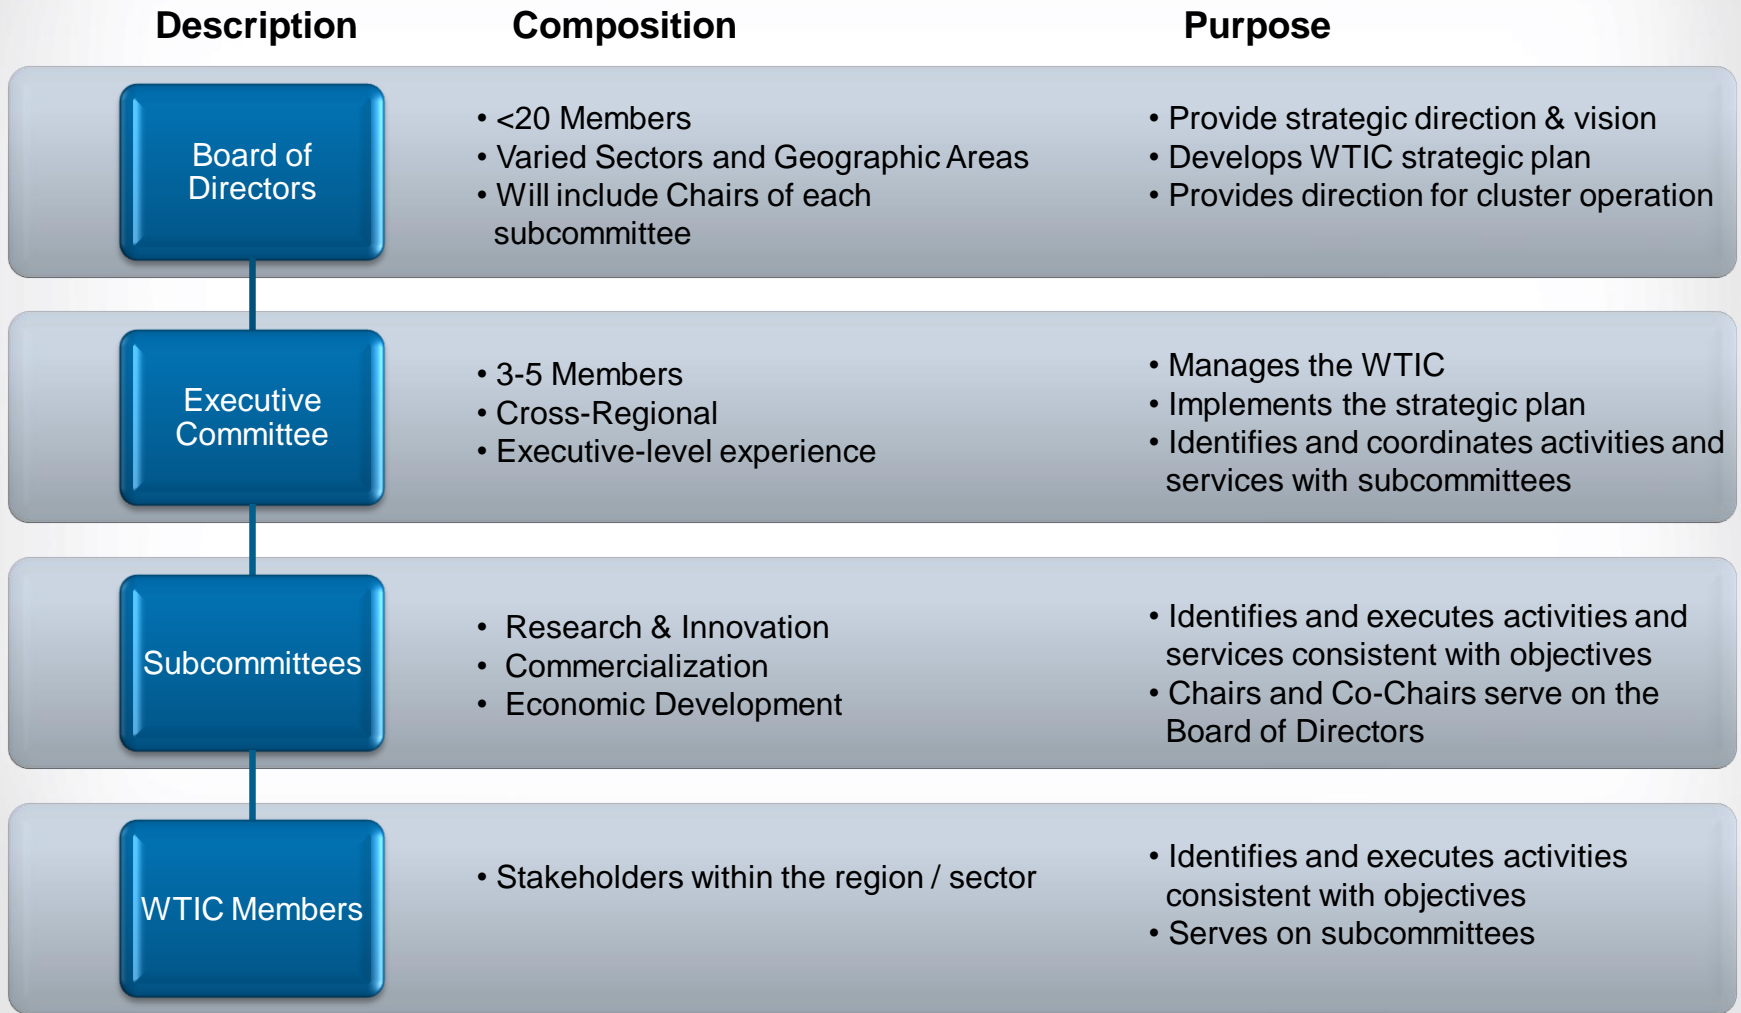 Description Composition Purpose
Board of
Directors
• <20 Members
• Varied Sectors and Geographic Areas
• Will include Chairs of each
subcommittee
• Provide strategic direction & vision
• Develops WTIC strategic plan
• Provides direction for cluster operation
Executive
Committee
• 3-5 Members
• Cross-Regional
• Executive-level experience
• Manages the WTIC
• Implements the strategic plan
• Identifies and coordinates activities and
services with subcommittees
Subcommittees
• Research & Innovation
• Commercialization
• Economic Development
• Identifies and executes activities and
services consistent with objectives
• Chairs and Co-Chairs serve on the
Board of Directors
WTIC Members
• Stakeholders within the region / sector
• Identifies and executes activities
consistent with objectives
• Serves on subcommittees